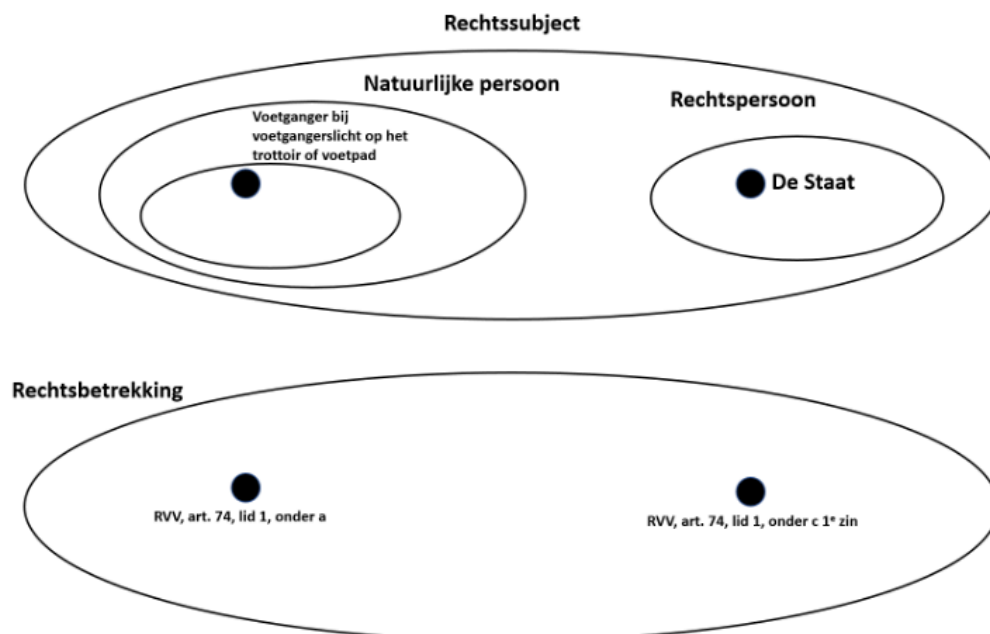 Rechtssubject
Natuurlijke persoon
Rechtspersoon
Voetganger bij
voetgangerslicht op het
trottoir of voetpad
De Staat
Rechtsbetrekking
RVV, art. 74, lid 1, onder a
RVV, art. 74, lid 1, onder c 1ᵉ zin